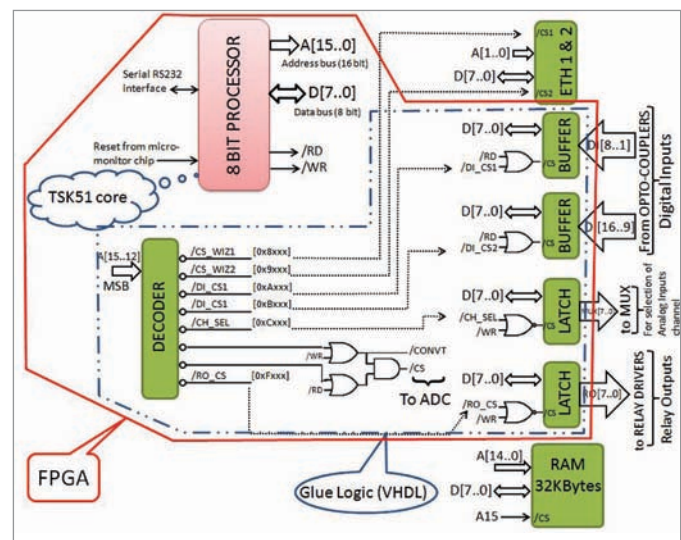 8 BIT PROCESSOR
A[15..0]
Address bus (16 bit)
D[7..0]
Data bus (8 bit)
Serial RS232
Interface
Reset from micro-
monitor chip
/RD
/WR
TSK51 core
/CS1
A[1..0]
D[7..0]
/CS2
ETH 1 & 2
D[7..0]
/RD
/DI_CS1
/CS
BUFFER
D[8..1]
D[7..0]
/RD
/DI_CS2
/CS
BUFFER
D[16..9]
From OPTO-COUPLERS
Digital Inputs
A[15..12]
MSB
DECODER
/CS_WIZ1 [0x8xxx]
/CS_WIZ2 [0x9xxx]
/DI_CS1 [0xAxxx]
/DI_CS1 [0xBxxx]
/CH_SEL [0xCxxx]
/WR
/CONVT
/CS
/RD
To ADC
/RO_CS [0xFxxx]
D[7..0]
/CH_SEL
/WR
/CS
LATCH
to MUX
For selection of
Analog Inputs
channel
D[7..0]
/RO_CS
/WR
/CS
LATCH
RO[7..0]
to RELAY DRIVERS
Relay Outputs
FPGA
Glue Logic (VHDL)
A[14..0]
D[7..0]
A15
/CS
RAM
32KBytes